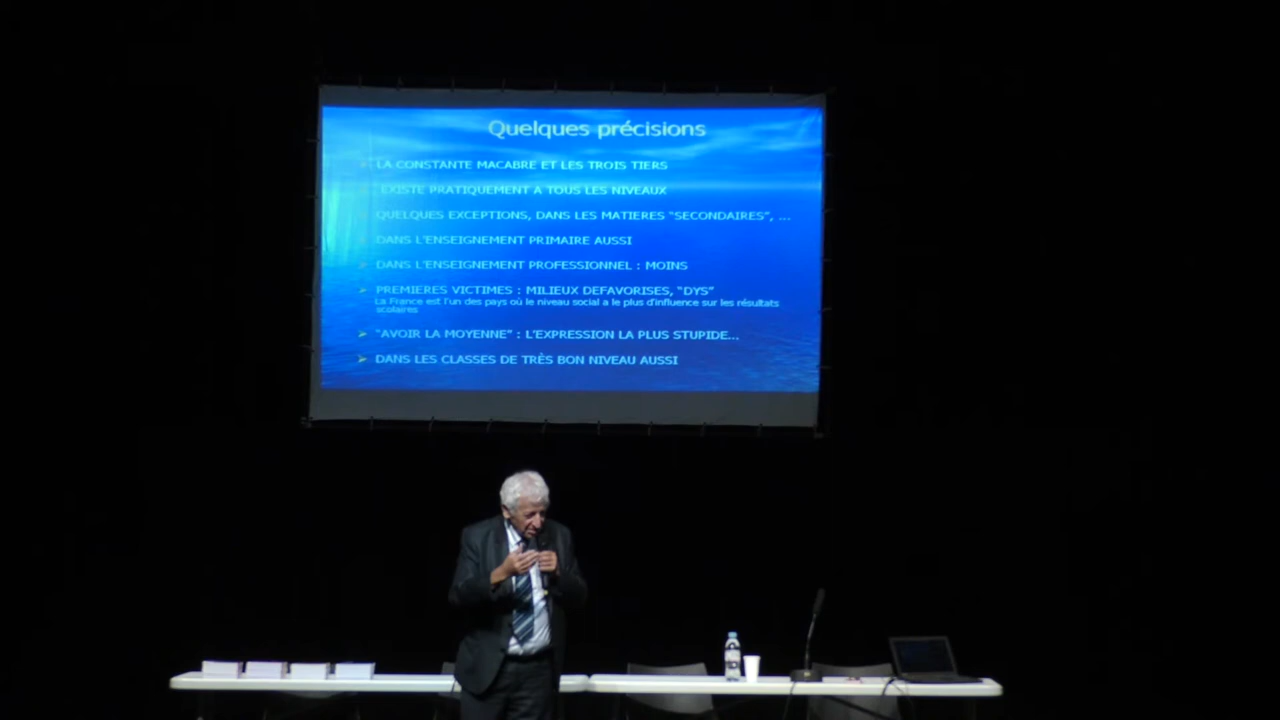 Quelques précisions
LA CONSTANTE MACABRE ET LES TROIS TIERS
EXISTE PRATIQUEMENT A TOUS LES NIVEAUX
QUELQUES EXCEPTIONS, DANS LES MATIERES "SECONDAIRES", ...
DANS L'ENSEIGNEMENT PRIMAIRE AUSSI
DANS L'ENSEIGNEMENT PROFESSIONNEL : MOINS
PREMIERES VICTIMES : MILIEUX DEFAVORISES, "DYS"
La France est l'un des pays où le niveau social a le plus d'influence sur les résultats
scolaires
"AVOIR LA MOYENNE" : L'EXPRESSION LA PLUS STUPIDE...
DANS LES CLASSES DE TRÈS BON NIVEAU AUSSI